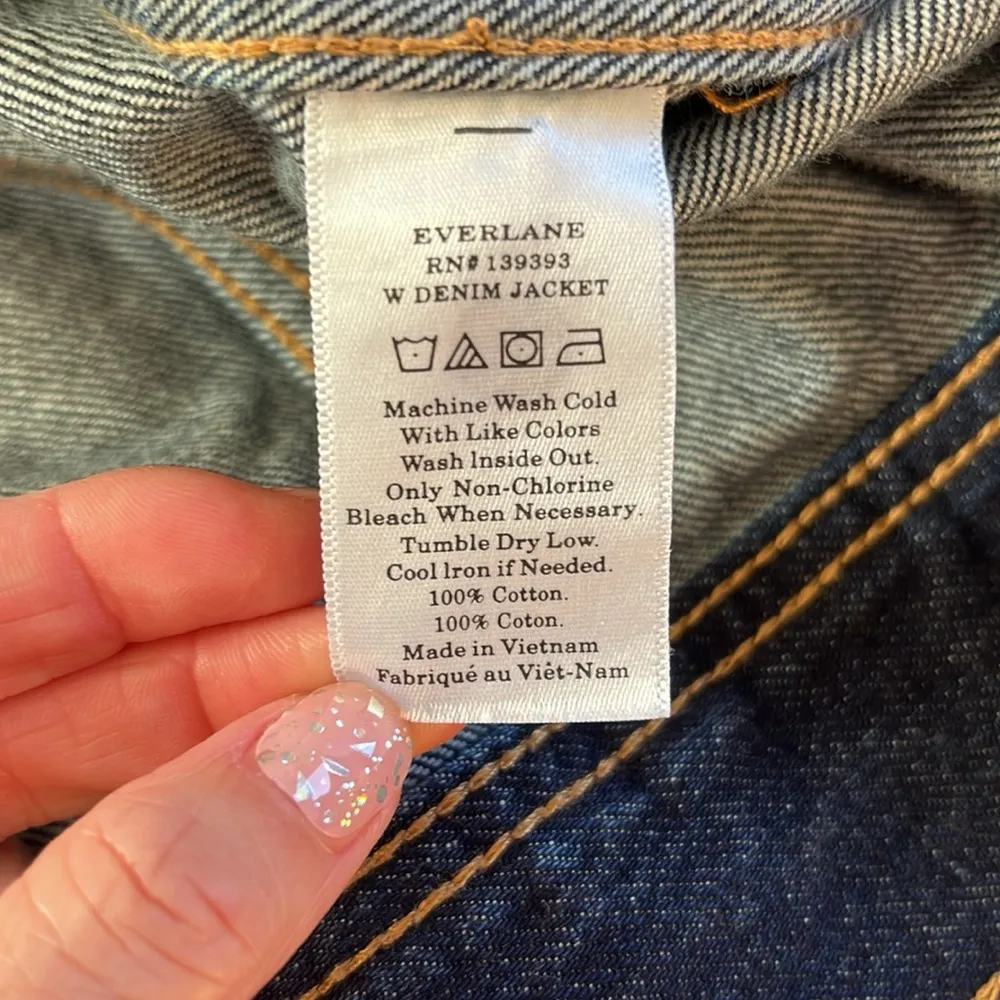 EVERLANE
RN# 139393
W DENIM JACKET
Machine Wash Cold
With Like Colors
Wash Inside Out.
Only Non-Chlorine
Bleach When Necessary.
Tumble Dry Low.
Cool Iron if Needed.
100% Cotton.
100% Coton.
Made in Vietnam
Fabriqué au Viêt-Nam